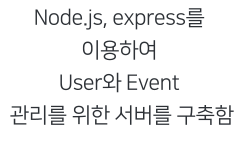 Node.js, express를
이용하여
User와 Event
관리를 위한 서버를 구축함